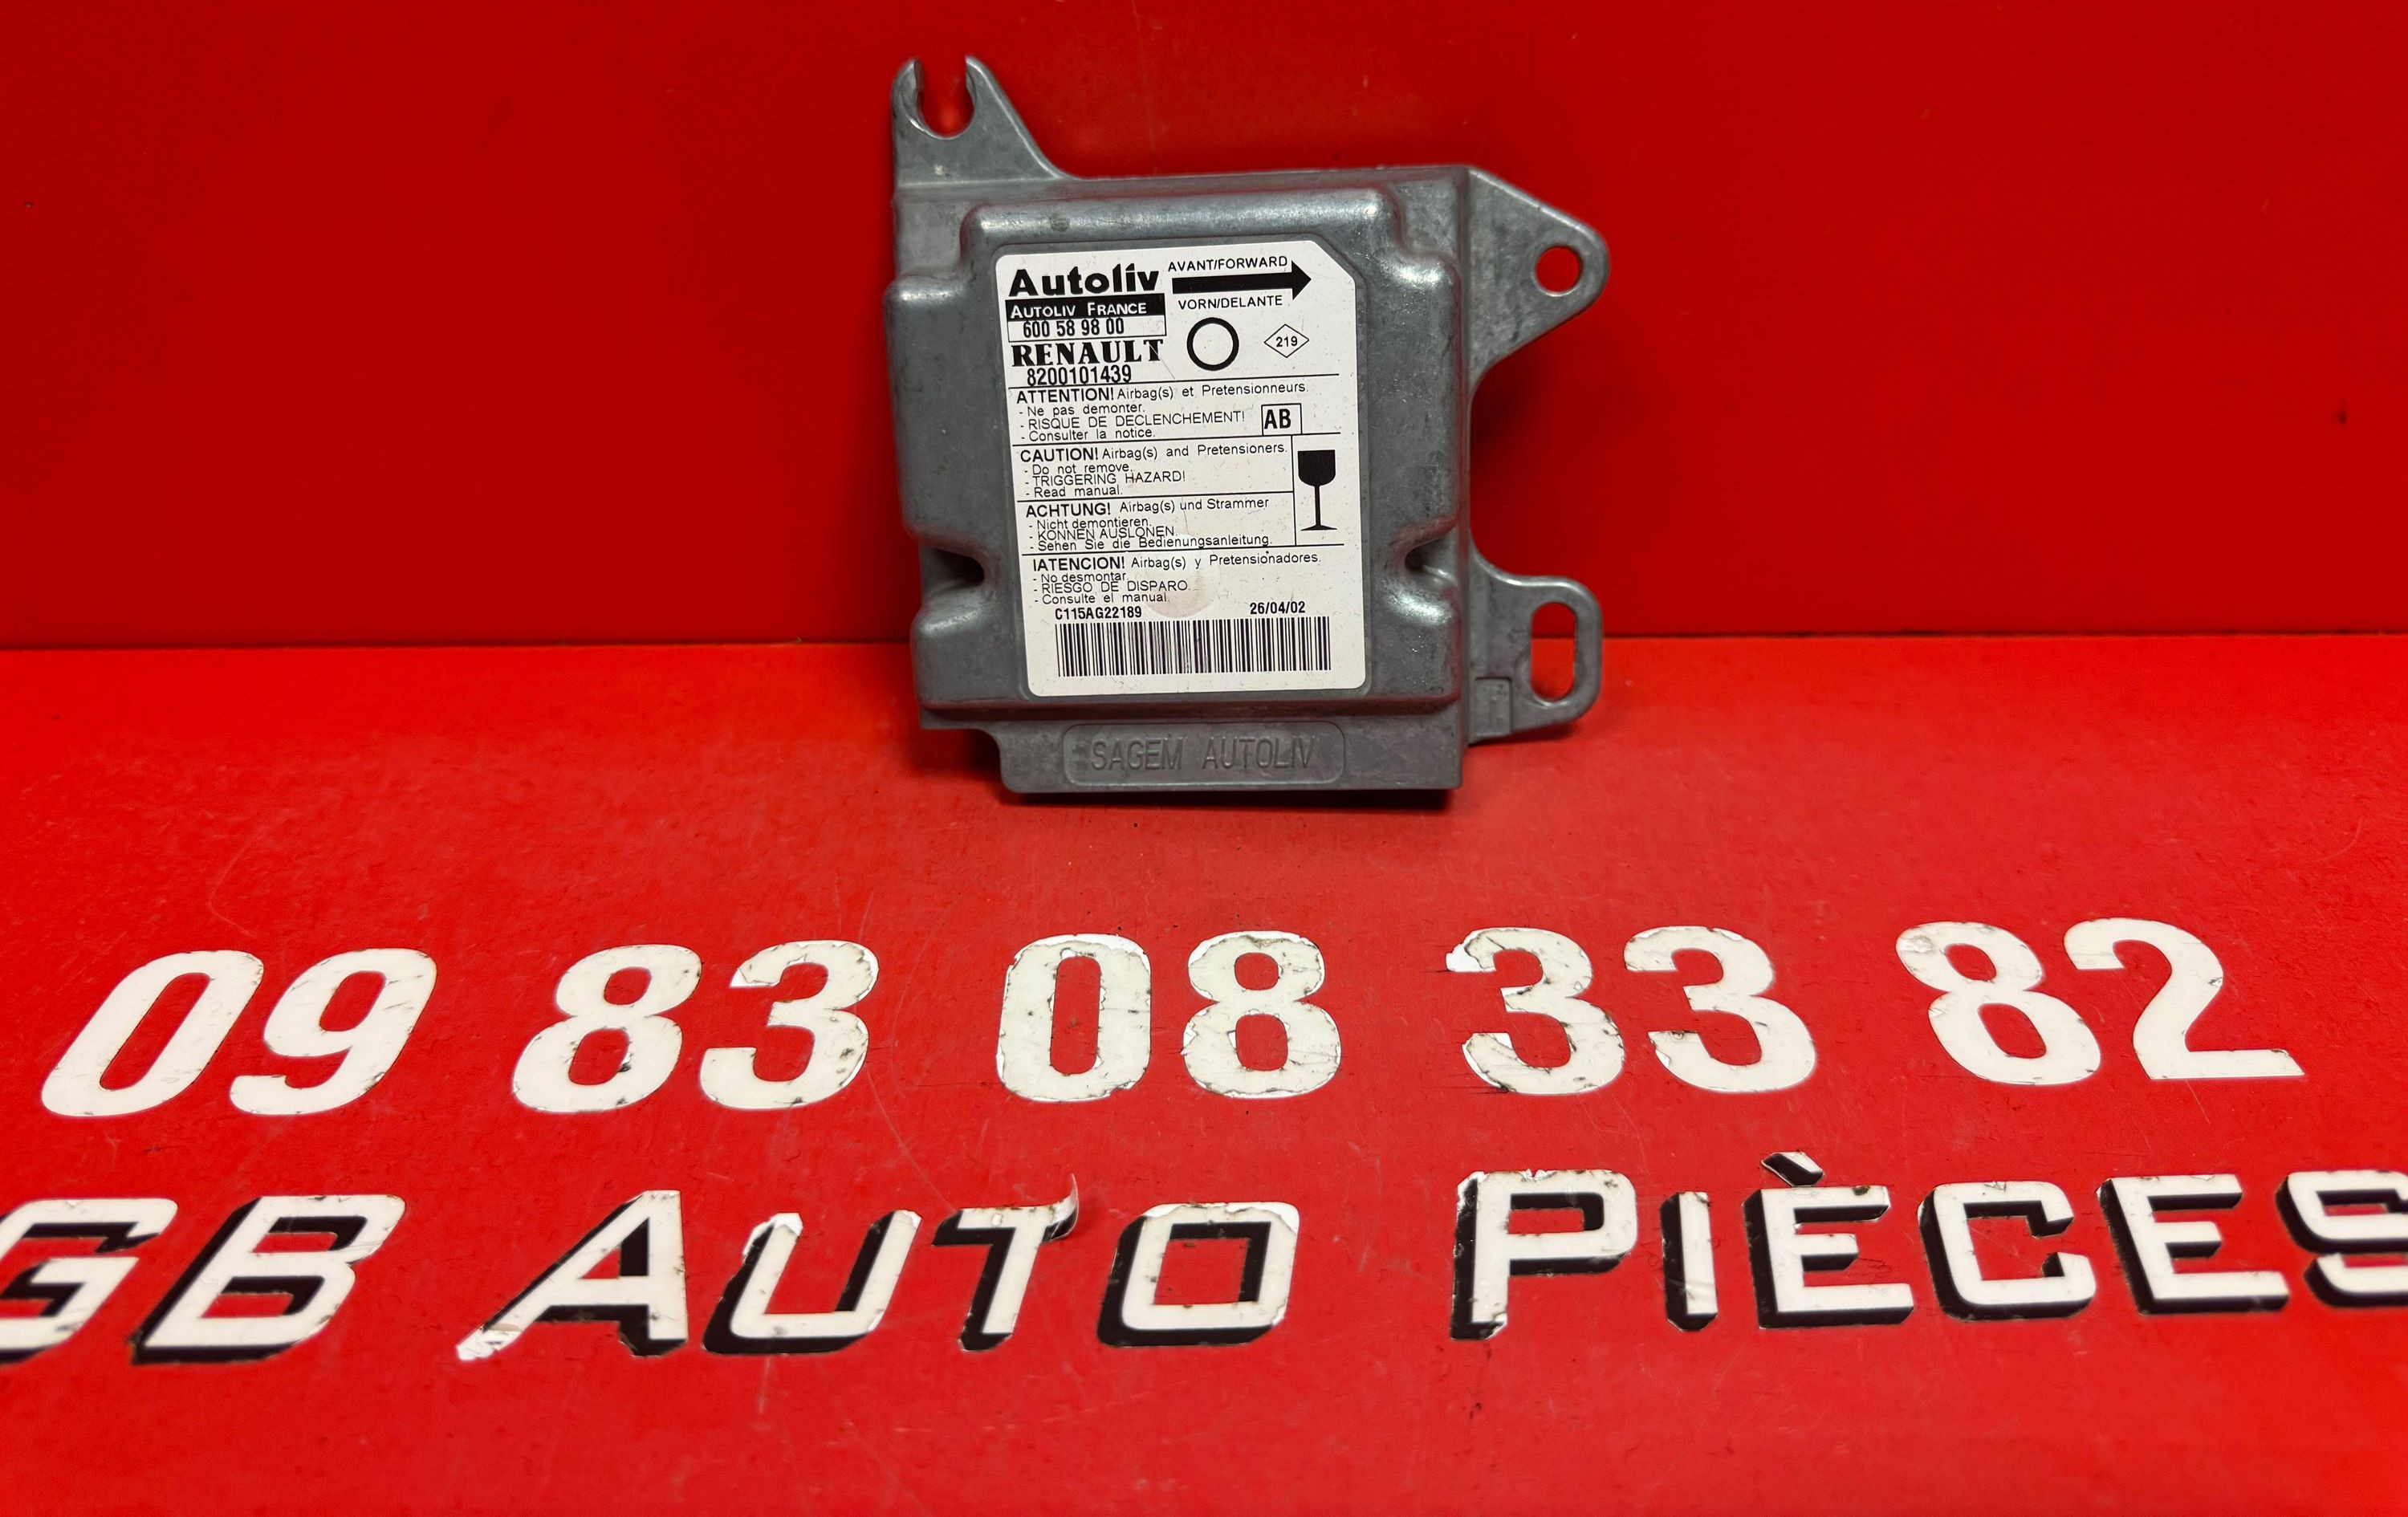 Autoliv
AVANT/FORWARD
AUTOLIV FRANCE
VORN/DELANTE
600 58 98 00
RENAULT
219
8200101439
ATTENTION! Airbag(s) et Pretensionneurs.
- Ne pas demonter.
- RISQUE DE DECLENCHEMENT!
- Consulter la notice.
AB
CAUTION! Airbag(s) and Pretensioners.
- Do not remove.
- TRIGGERING HAZARD!
- Read manual.
ACHTUNG! Airbag(s) und Strammer
- Nicht demontieren.
- KONNEN AUSLONEN.
- Sehen Sie die Bedienungsanleitung.
IATENCION! Airbag(s) y Pretensionadores.
- No desmontar.
- RIESGO DE DISPARO.
- Consulte el manual.
C115AG22189 26/04/02
SAGEM AUTOLIV
09 83 08 33 82
GB AUTO PIÈCES